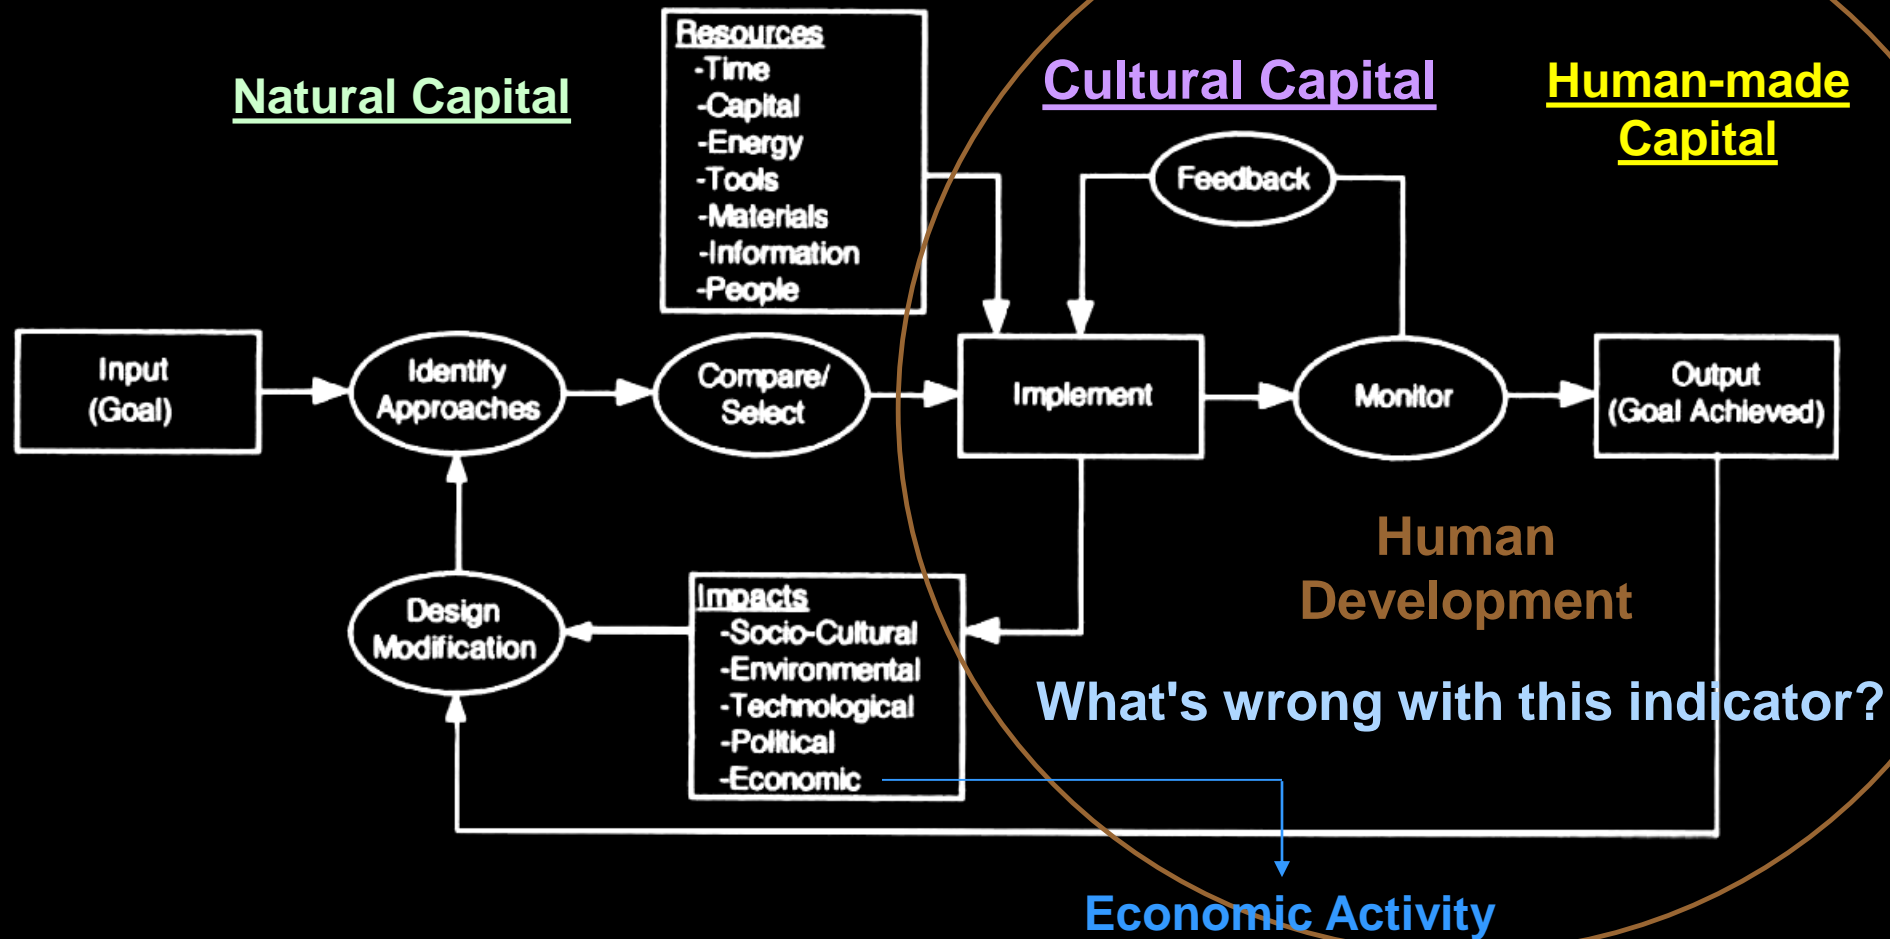 Natural Capital
Resources
-Time
-Capital
-Energy
-Tools
-Materials
-Information
-People
Cultural Capital
Human-made
Capital
Feedback
Input
(Goal)
Identify
Approaches
Compare/
Select
Implement
Monitor
Output
(Goal Achieved)
Design
Modification
Impacts
-Socio-Cultural
-Environmental
-Technological
-Political
-Economic
Human
Development
What's wrong with this indicator?
Economic Activity